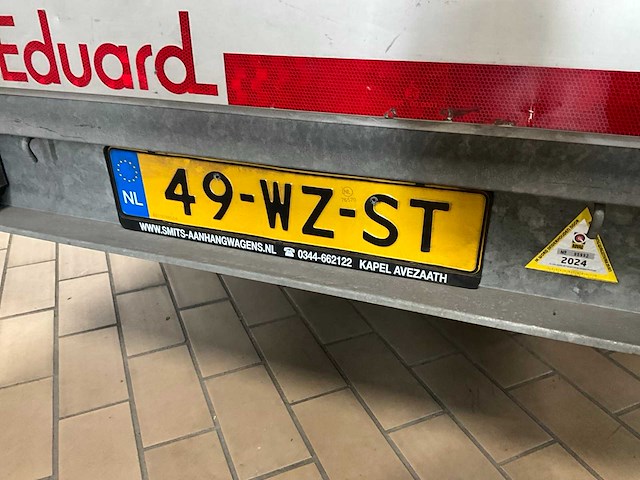 Eduard
NL
49-WZ-ST
WWW.SMITS-AANHANGWAGENS.NL ☎ 0344-662122 KAPEL AVEZAATH
2024